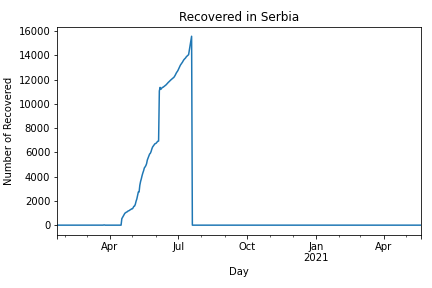 Recovered in Serbia
Number of Recovered
16000
14000
12000
10000
8000
6000
4000
2000
0
Apr
Jul
Oct
Jan
2021
Apr
Day